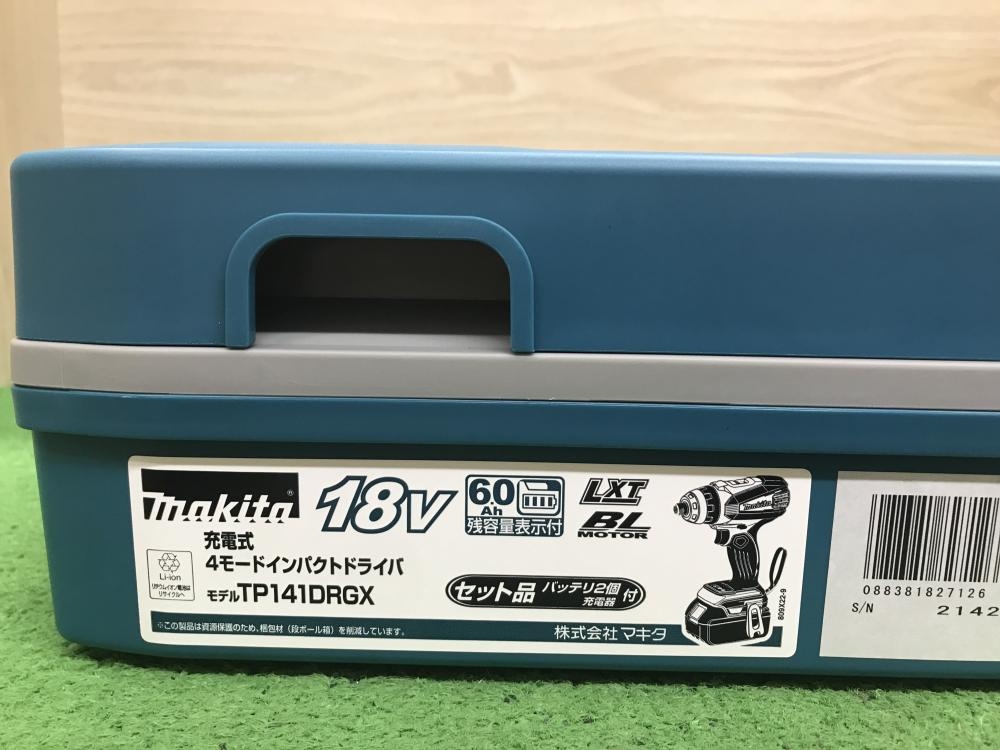 makita®
18V
6.0 Ah
残容量表示付
LXT
BL
MOTOR
充電式
4モードインパクトドライバ
モデルTP141DRGX
Li-ion
リチウムイオン電池は
リサイクルへ
セット品 バッテリ2個 充電器 付
※この製品は資源保護のため、梱包材(段ボール箱)を削減しています。
株式会社マキタ
809X22-9
088381827126
S/N 2142